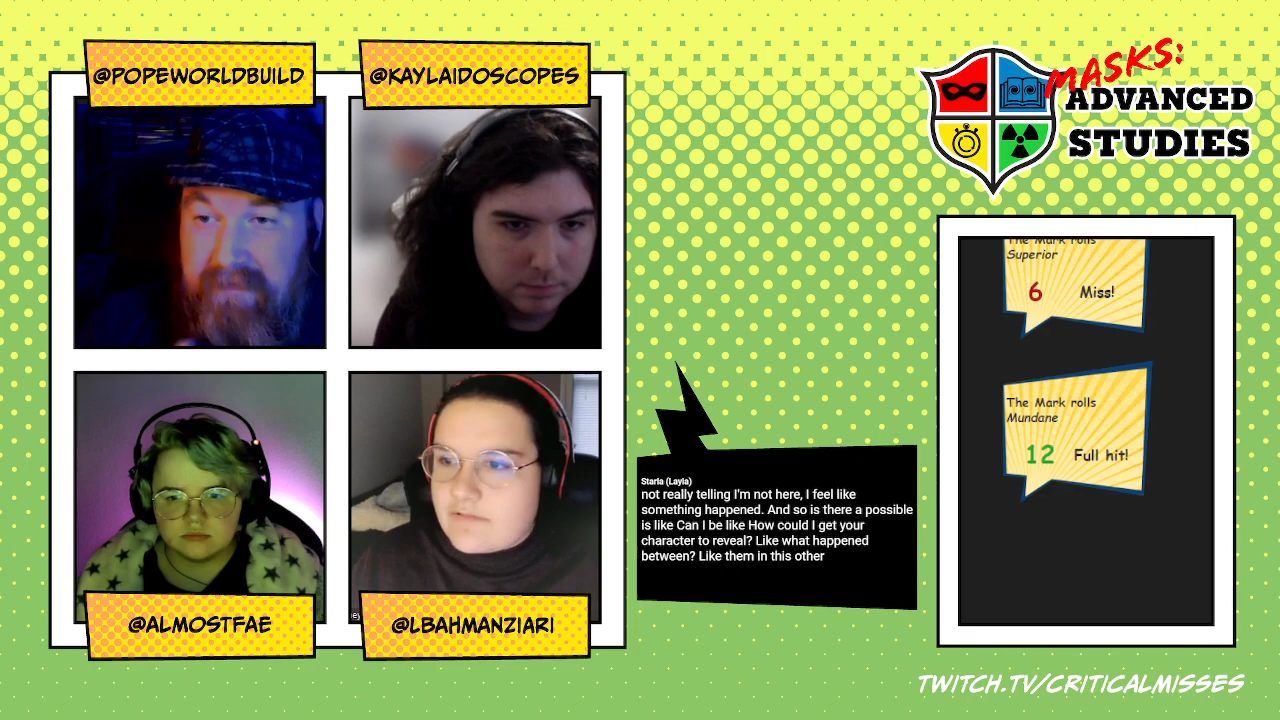 @POPEWORLDBUILD
@KAYLAIDOSCOPES
@ALMOSTFAE
@LBAHMANZIARI
Starla (Layla)
not really telling I'm not here, I feel like
something happened. And so is there a possible
is like Can I be like How could I get your
character to reveal? Like what happened
between? Like them in this other
MASKS:
ADVANCED
STUDIES
The Mark rolls
Superior
6 Miss!
The Mark rolls
Mundane
12 Full hit!
TWITCH.TV/CRITICALMISSES